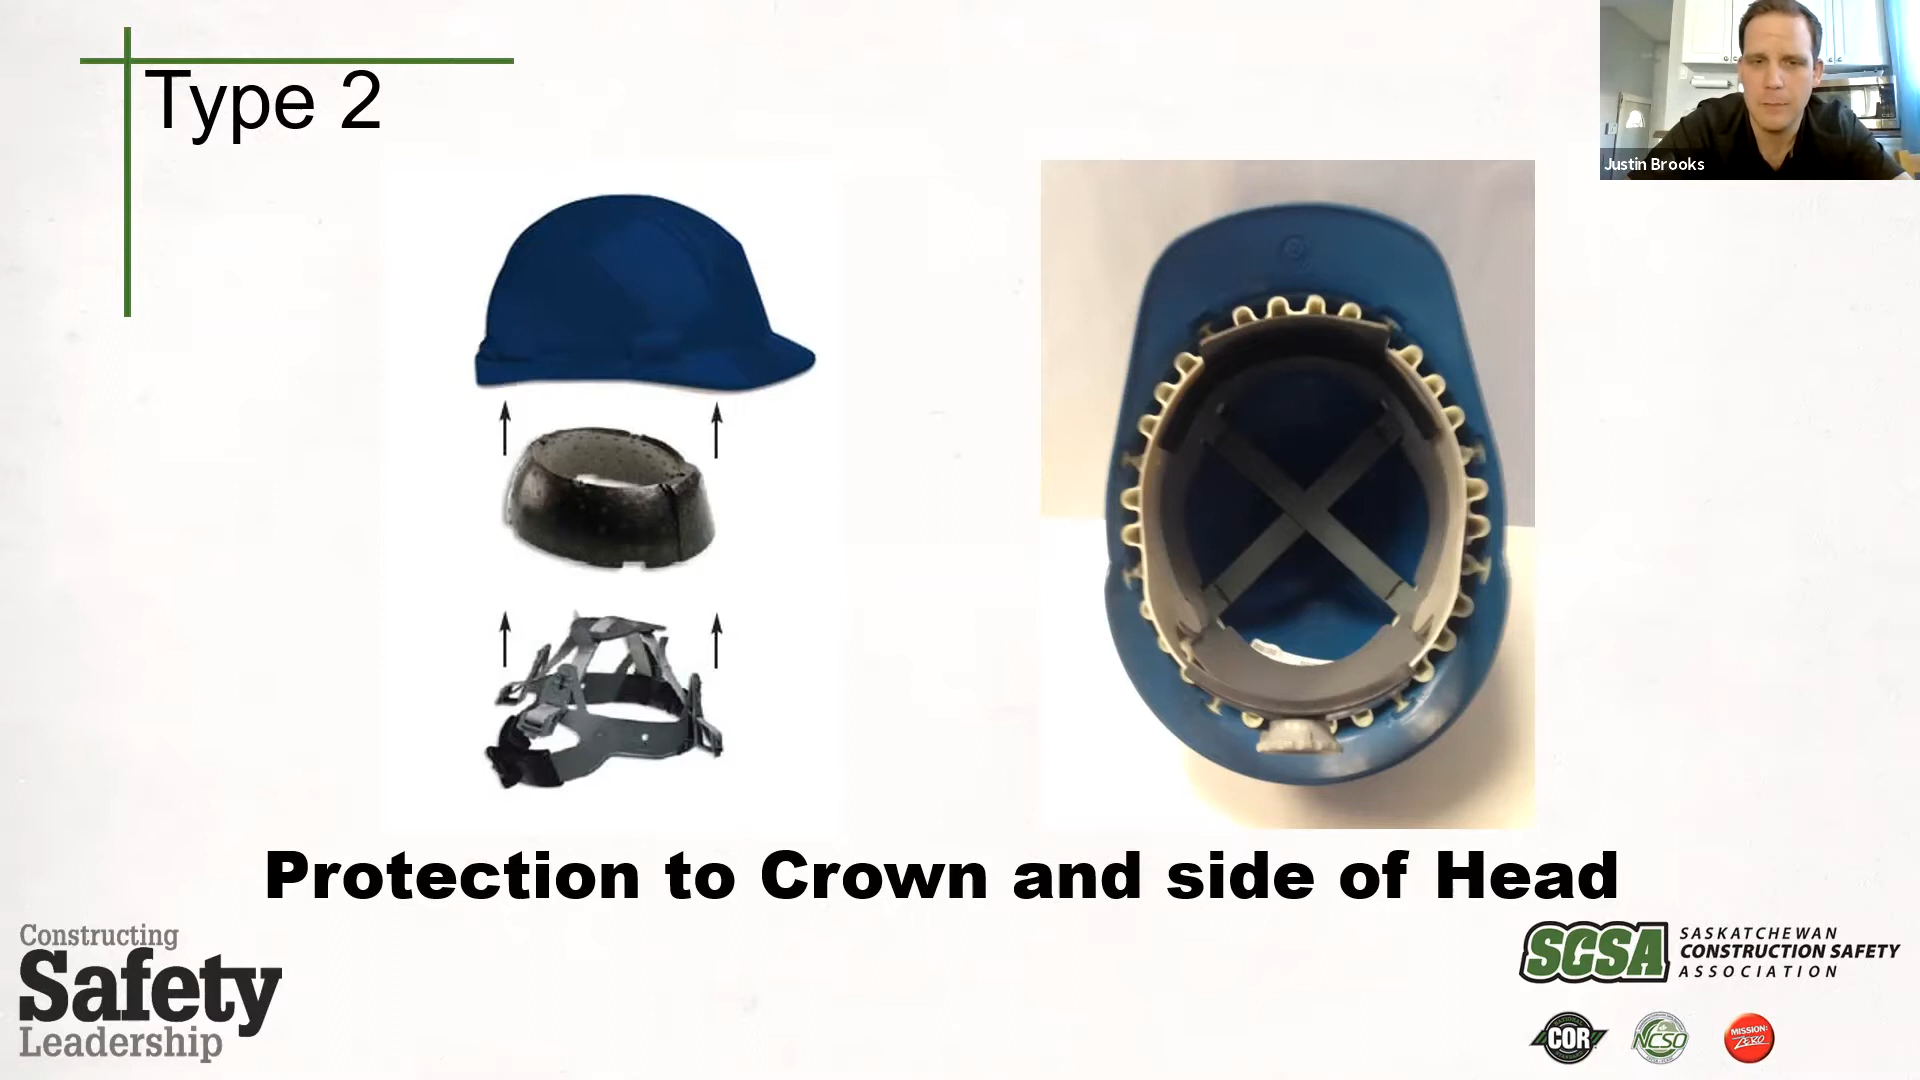 Type 2
Justin Brooks
Protection to Crown and side of Head
Constructing
Safety
Leadership
SCSA
SASKATCHEWAN
CONSTRUCTION SAFETY
ASSOCIATION
COR
NCSO
MISSION:
ZERO